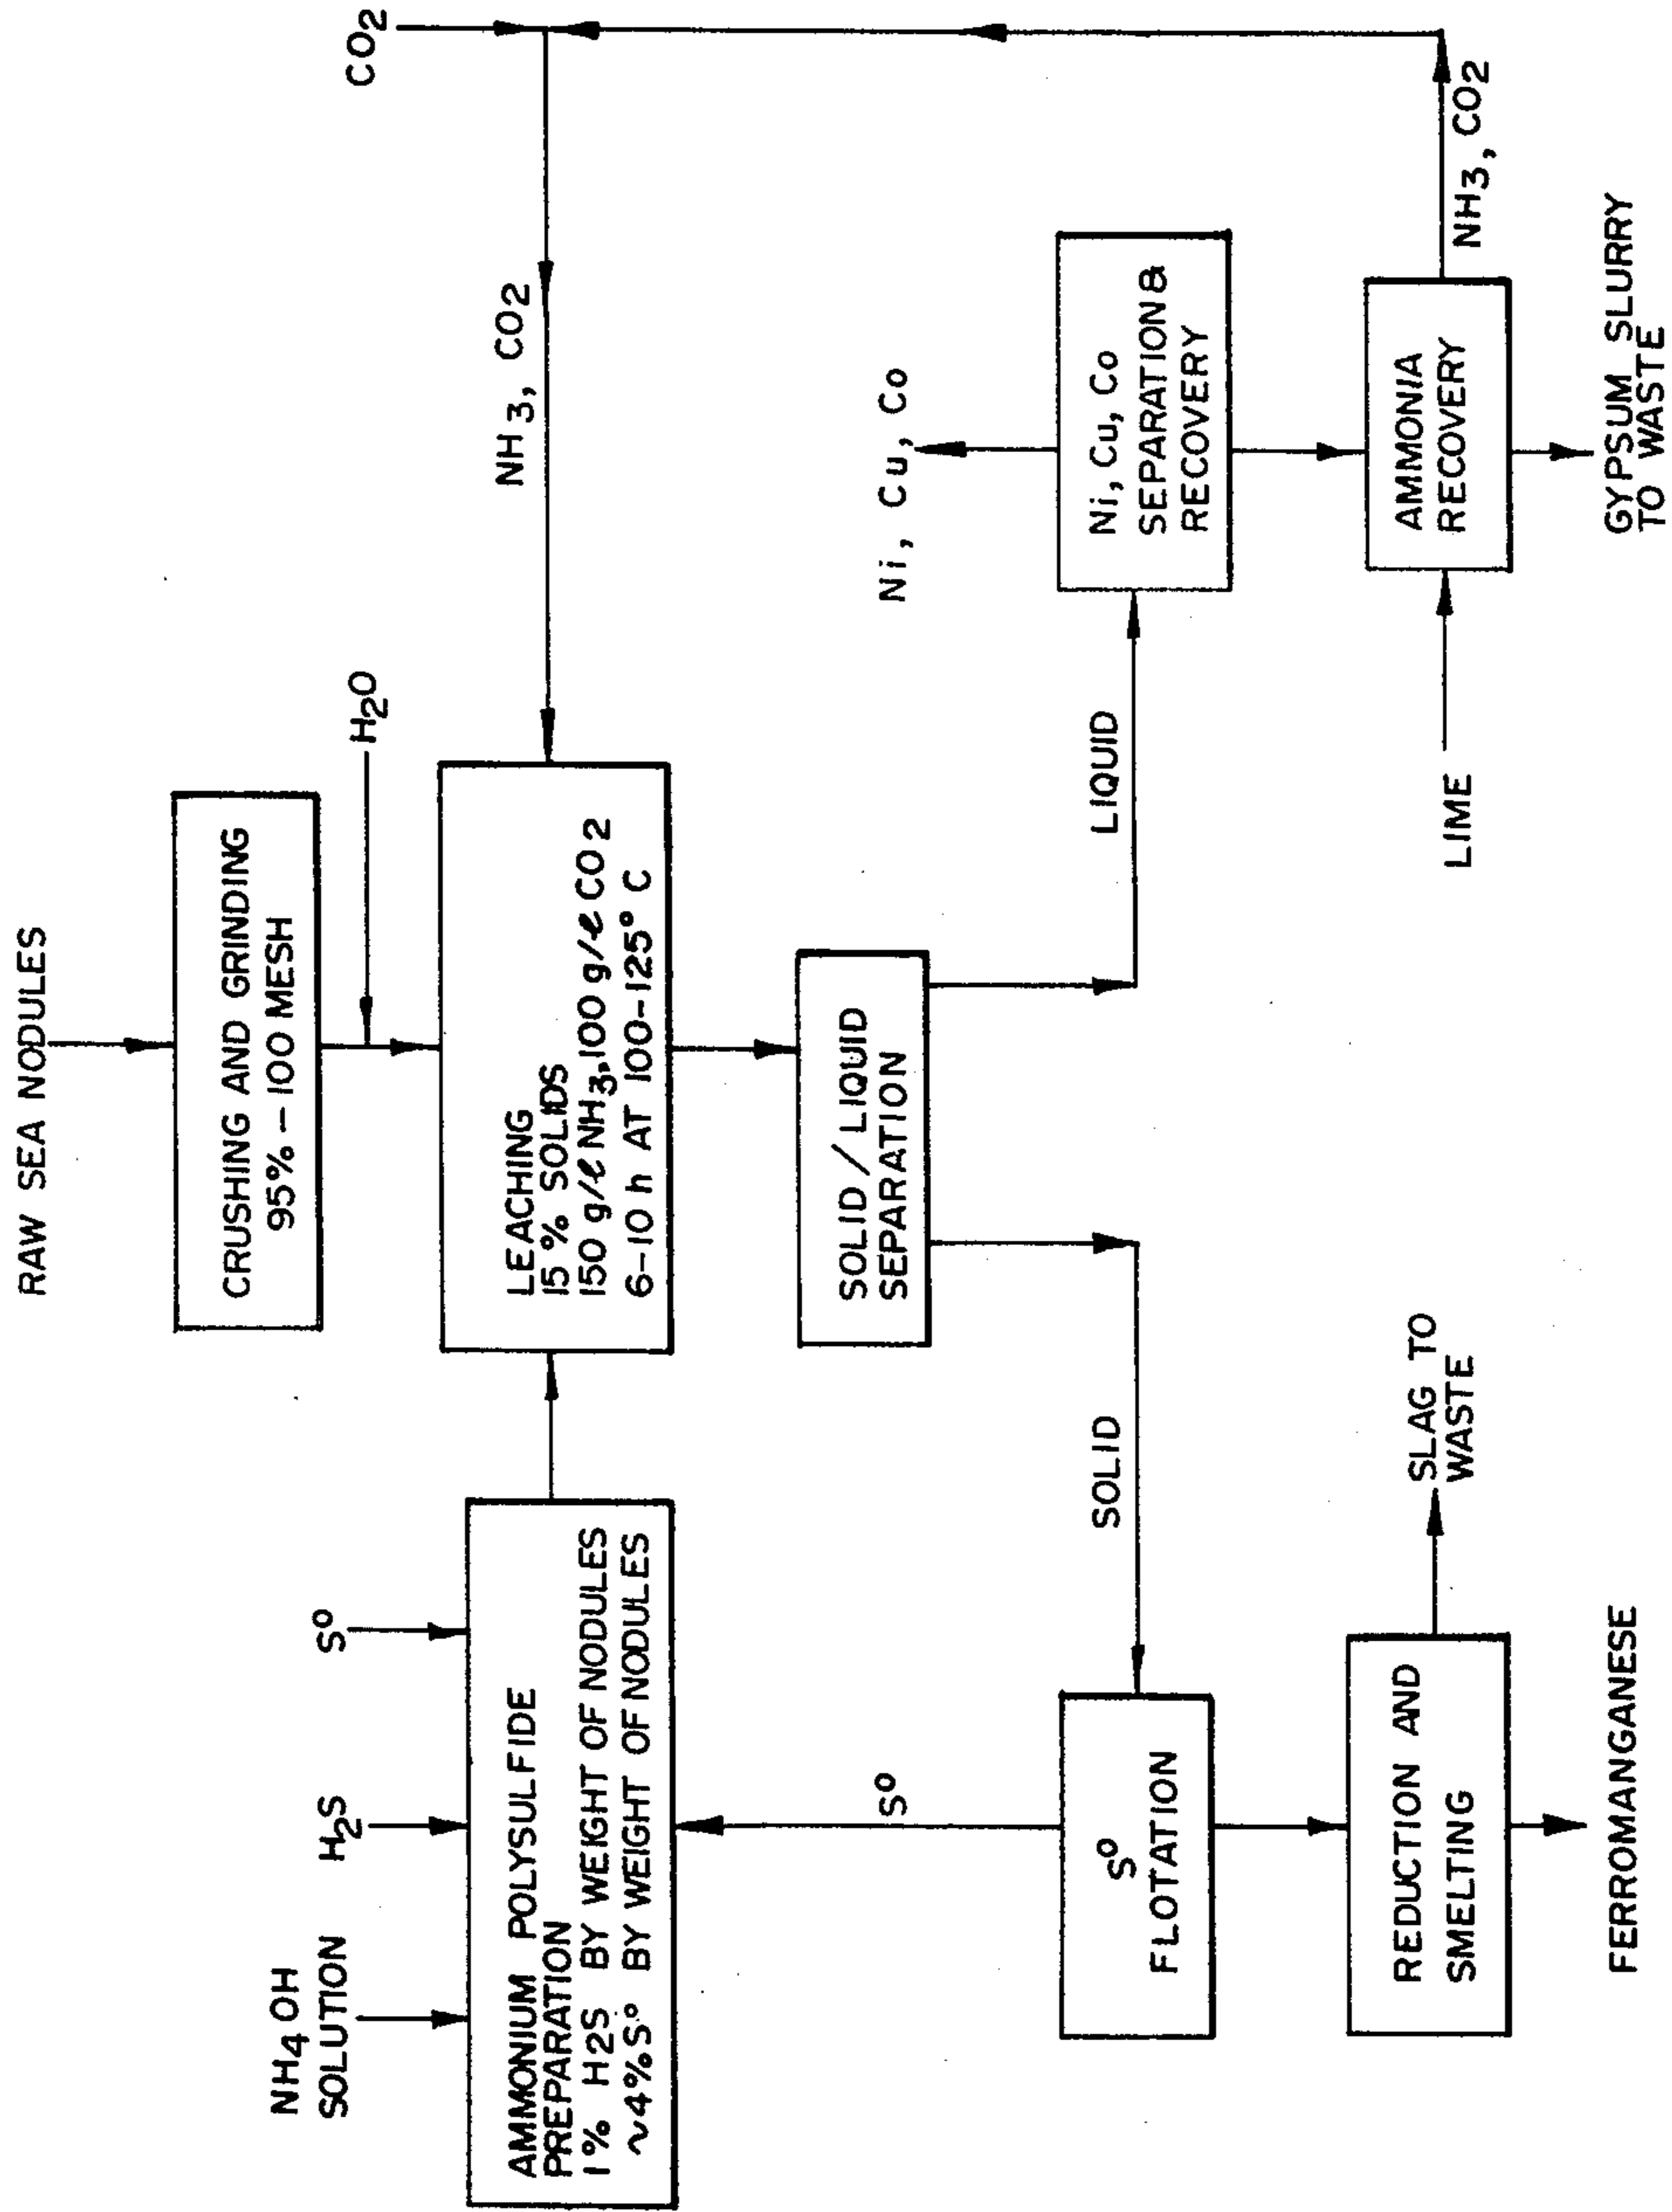 RAW SEA NODULES
CRUSHING AND GRINDING
95% – 100 MESH
H2O
CO2
NH3, CO2
NH4OH
SOLUTION
H2S
S°
AMMONIUM POLYSULFIDE
PREPARATION
1% H2S BY WEIGHT OF NODULES
~4% S° BY WEIGHT OF NODULES
LEACHING
15 % SOLIDS
150 g/ℓ NH3, 100 g/ℓ CO2
6-10 h AT 100-125° C
SOLID / LIQUID
SEPARATION
SOLID
LIQUID
S°
S°
FLOTATION
REDUCTION AND
SMELTING
SLAG TO
WASTE
FERROMANGANESE
Ni, Cu, Co
Ni, Cu, Co
SEPARATION &
RECOVERY
LIME
AMMONIA
RECOVERY
NH3, CO2
GYPSUM SLURRY
TO WASTE